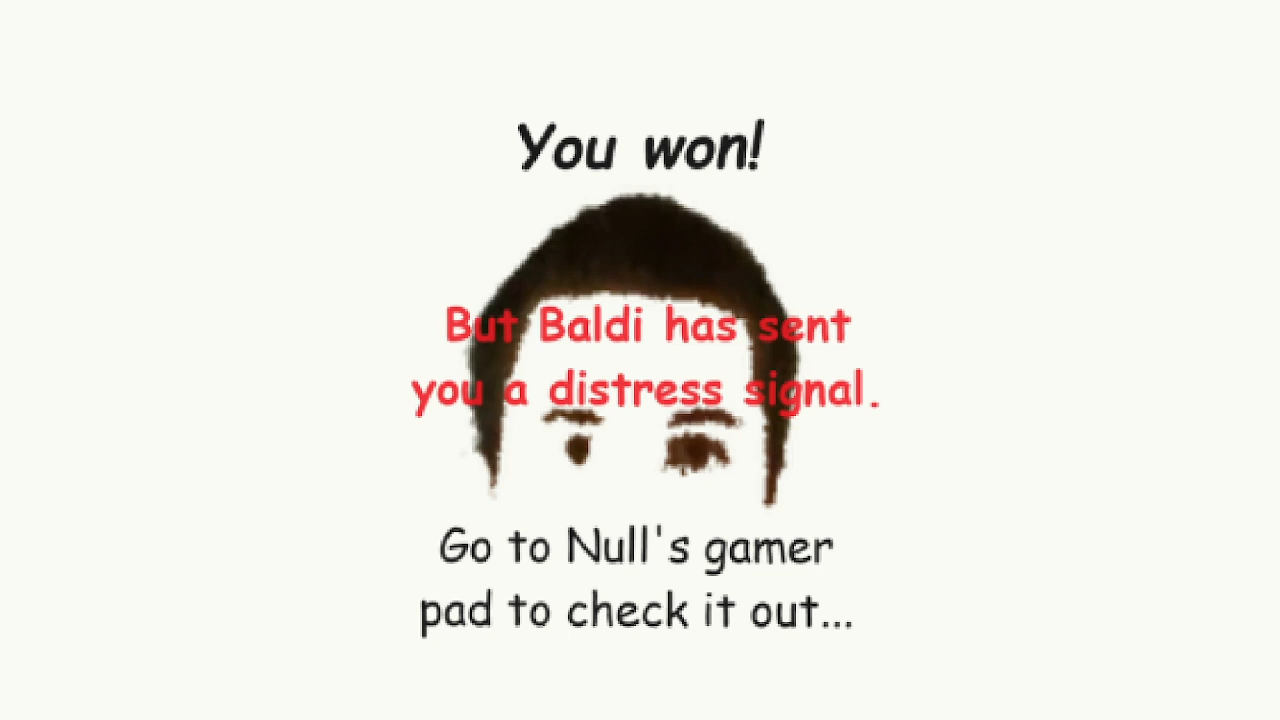 You won!
But Baldi has sent
you a distress signal.
Go to Null's gamer
pad to check it out...